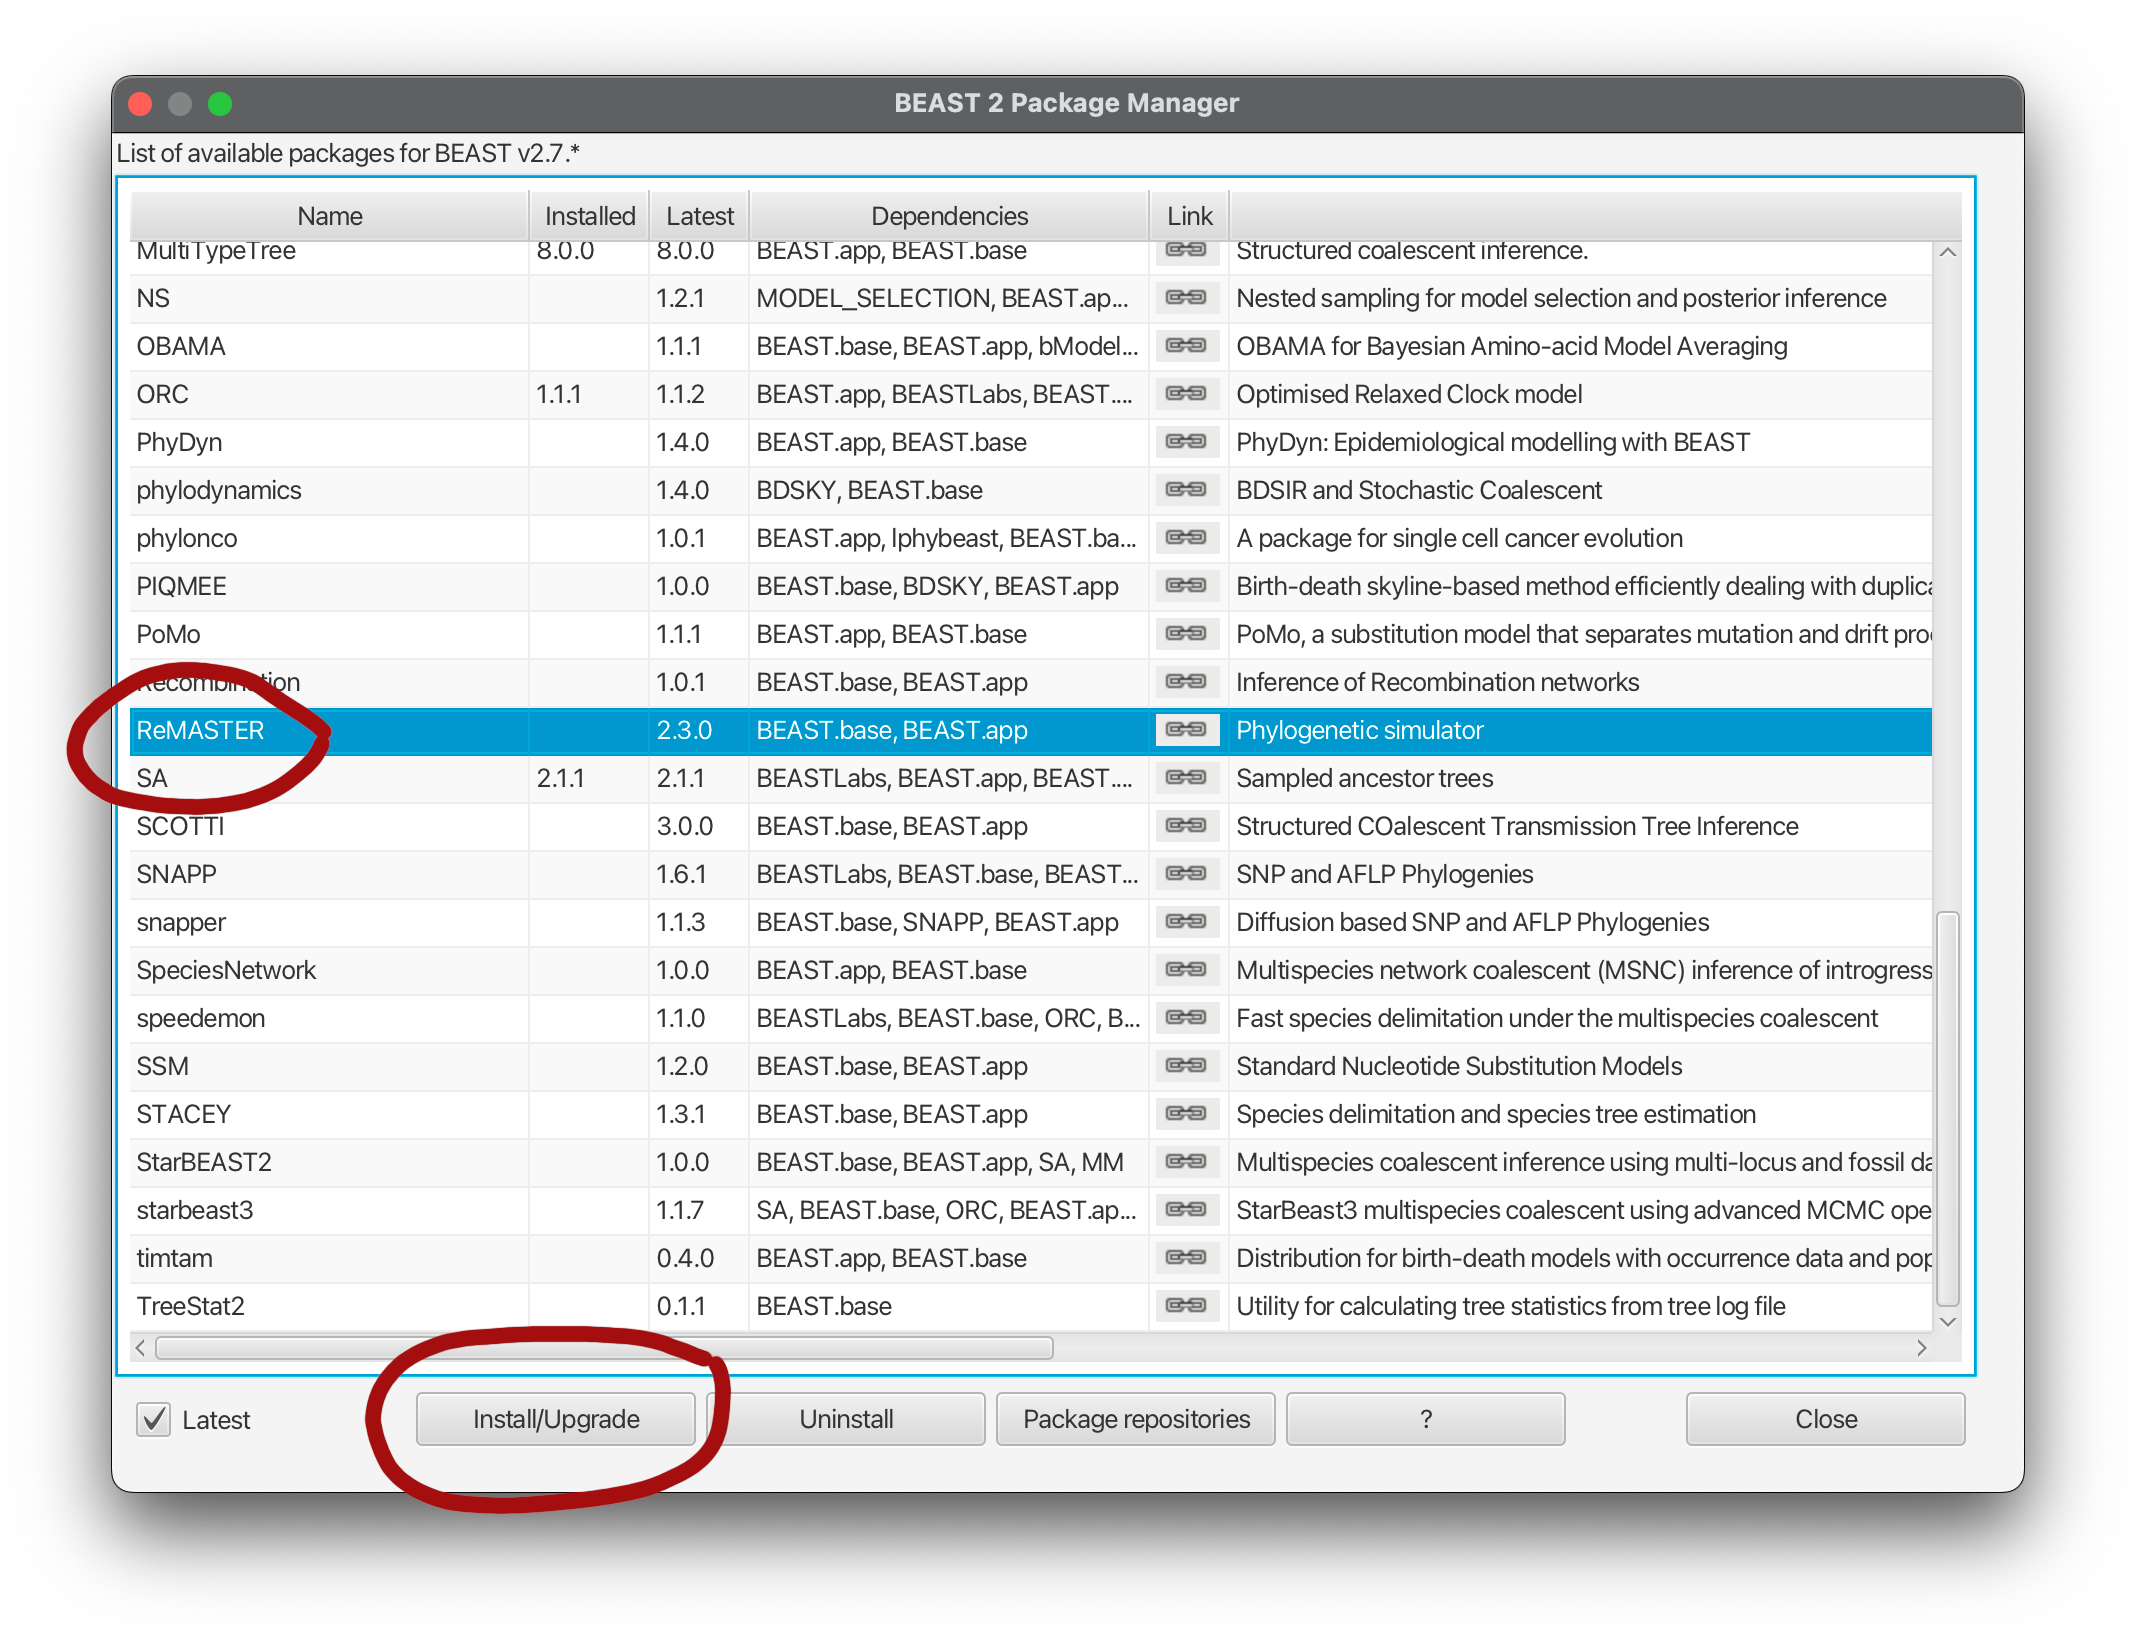 BEAST 2 Package Manager
List of available packages for BEAST v2.7.*
Name Installed Latest Dependencies Link
MultiTypeTree 8.0.0 8.0.0 BEAST.app, BEAST.base Structured coalescent inference.
NS 1.2.1 MODEL_SELECTION, BEAST.ap... Nested sampling for model selection and posterior inference
OBAMA 1.1.1 BEAST.base, BEAST.app, bModel... OBAMA for Bayesian Amino-acid Model Averaging
ORC 1.1.1 1.1.2 BEAST.app, BEASTLabs, BEAST.... Optimised Relaxed Clock model
PhyDyn 1.4.0 BEAST.app, BEAST.base PhyDyn: Epidemiological modelling with BEAST
phylodynamics 1.4.0 BDSKY, BEAST.base BDSIR and Stochastic Coalescent
phylonco 1.0.1 BEAST.app, lphybeast, BEAST.ba... A package for single cell cancer evolution
PIQMEE 1.0.0 BEAST.base, BDSKY, BEAST.app Birth-death skyline-based method efficiently dealing with duplica
PoMo 1.1.1 BEAST.app, BEAST.base PoMo, a substitution model that separates mutation and drift pro
Recombination 1.0.1 BEAST.base, BEAST.app Inference of Recombination networks
ReMASTER 2.3.0 BEAST.base, BEAST.app Phylogenetic simulator
SA 2.1.1 2.1.1 BEASTLabs, BEAST.app, BEAST.... Sampled ancestor trees
SCOTTI 3.0.0 BEAST.base, BEAST.app Structured COalescent Transmission Tree Inference
SNAPP 1.6.1 BEASTLabs, BEAST.base, BEAST... SNP and AFLP Phylogenies
snapper 1.1.3 BEAST.base, SNAPP, BEAST.app Diffusion based SNP and AFLP Phylogenies
SpeciesNetwork 1.0.0 BEAST.app, BEAST.base Multispecies network coalescent (MSNC) inference of introgress
speedemon 1.1.0 BEASTLabs, BEAST.base, ORC, B... Fast species delimitation under the multispecies coalescent
SSM 1.2.0 BEAST.base, BEAST.app Standard Nucleotide Substitution Models
STACEY 1.3.1 BEAST.base, BEAST.app Species delimitation and species tree estimation
StarBEAST2 1.0.0 BEAST.base, BEAST.app, SA, MM Multispecies coalescent inference using multi-locus and fossil da
starbeast3 1.1.7 SA, BEAST.base, ORC, BEAST.ap... StarBeast3 multispecies coalescent using advanced MCMC ope
timtam 0.4.0 BEAST.app, BEAST.base Distribution for birth-death models with occurrence data and pop
TreeStat2 0.1.1 BEAST.base Utility for calculating tree statistics from tree log file
Latest Install/Upgrade Uninstall Package repositories ? Close